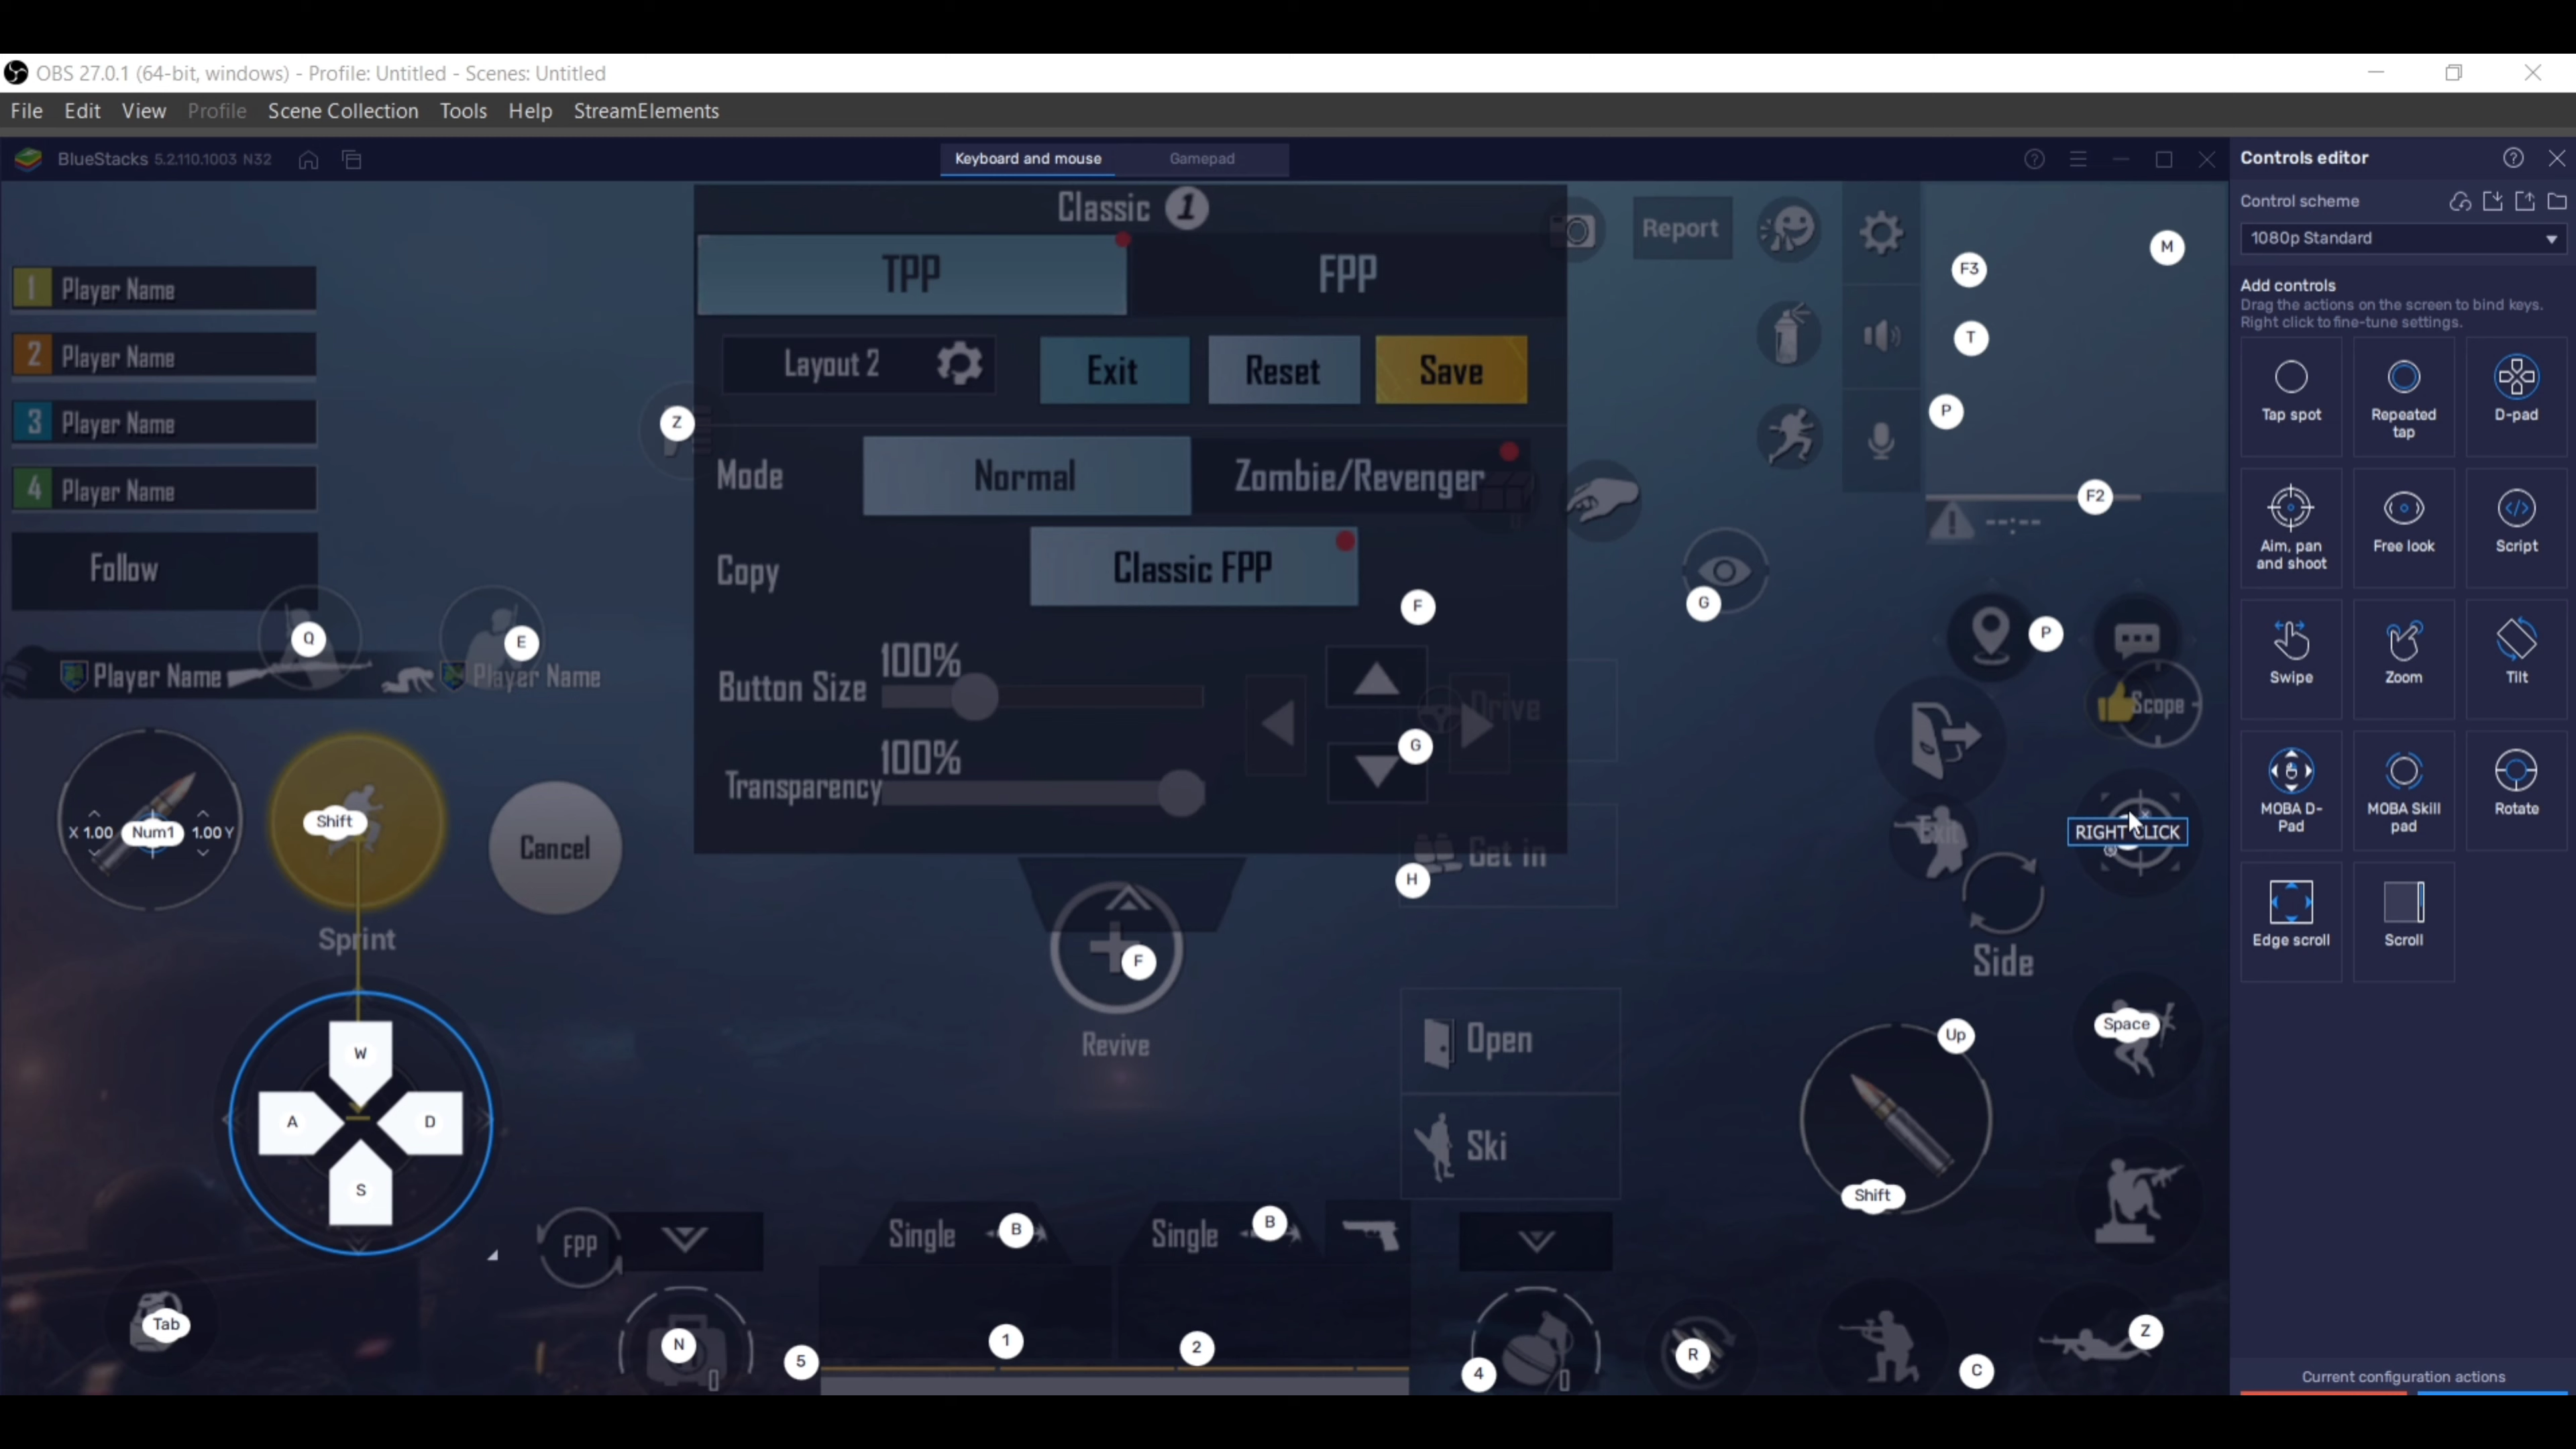 OBS 27.0.1 (64-bit, windows) - Profile: Untitled - Scenes: Untitled
File Edit View Profile Scene Collection Tools Help StreamElements
BlueStacks 5.2.110.1003 N32
Keyboard and mouse
Gamepad
Controls editor
Control scheme
1080p Standard
Add controls
Drag the actions on the screen to bind keys.
Right click to fine-tune settings.
Tap spot
Repeated
tap
D-pad
Aim, pan
and shoot
Free look
Script
Swipe
Zoom
Tilt
MOBA D-
Pad
MOBA Skill
pad
Rotate
Edge scroll
Scroll
Current configuration actions
Classic 1
TPP
FPP
Layout 2
Exit
Reset
Save
Mode
Normal
Zombie/Revenger
Copy
Classic FPP
Button Size
100%
Transparency
100%
1 Player Name
2 Player Name
3 Player Name
4 Player Name
Follow
Q
E
Player Name
Player Name
Z
Report
F3
M
T
P
F2
--:--
F
G
G
H
P
Drive
Get in
Scope
Exit
RIGHT CLICK
Side
X 1.00 Num1 1.00 Y
Shift
Sprint
Cancel
W
A
D
S
F
Revive
Open
Ski
Up
Shift
Space
FPP
Single
B
Single
B
Tab
N
0
5
1
2
4
0
R
C
Z